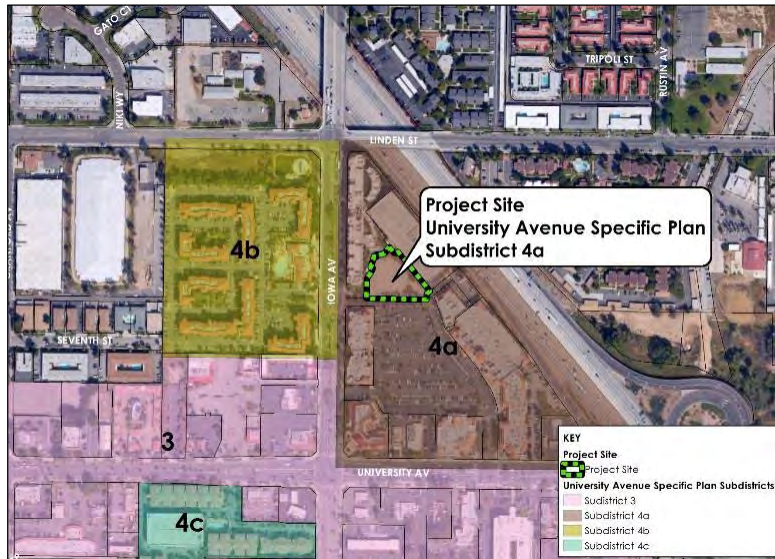 GATO CT
NIKI WY
TRIPOLI ST
RUSTIN AV
LINDEN ST
Project Site
University Avenue Specific Plan
Subdistrict 4a
4b
IOWA AV
SEVENTH ST
4a
3
UNIVERSITY AV
4c
KEY
Project Site
Project Site
University Avenue Specific Plan Subdistricts
Sudistrict 3
Subdistrict 4a
Subdistrict 4b
Subdistrict 4c